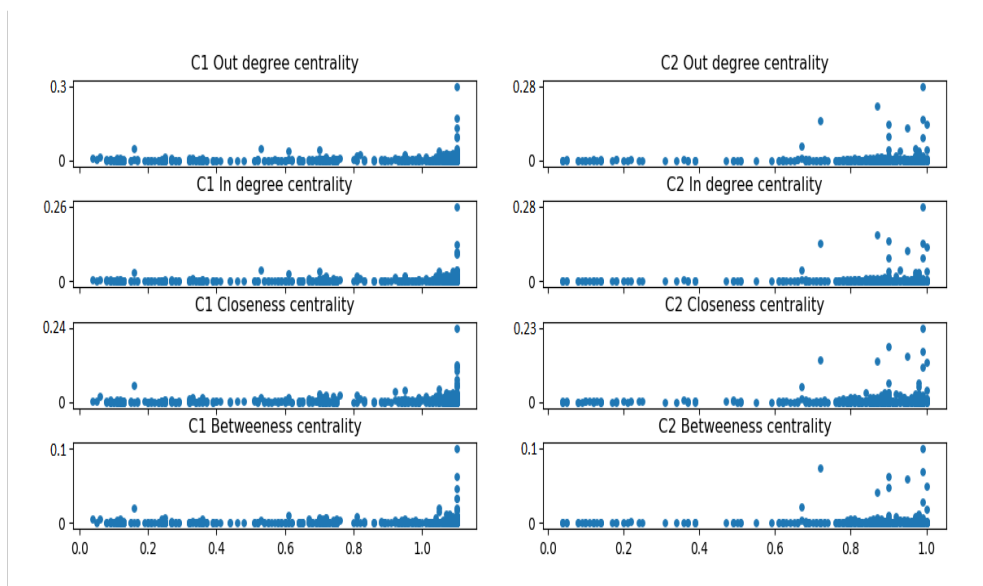 C1 Out degree centrality
0.3
0
C1 In degree centrality
0.26
0
C1 Closeness centrality
0.24
0
C1 Betweeness centrality
0.1
0
0.0 0.2 0.4 0.6 0.8 1.0
C2 Out degree centrality
0.28
0
C2 In degree centrality
0.28
0
C2 Closeness centrality
0.23
0
C2 Betweeness centrality
0.1
0
0.0 0.2 0.4 0.6 0.8 1.0